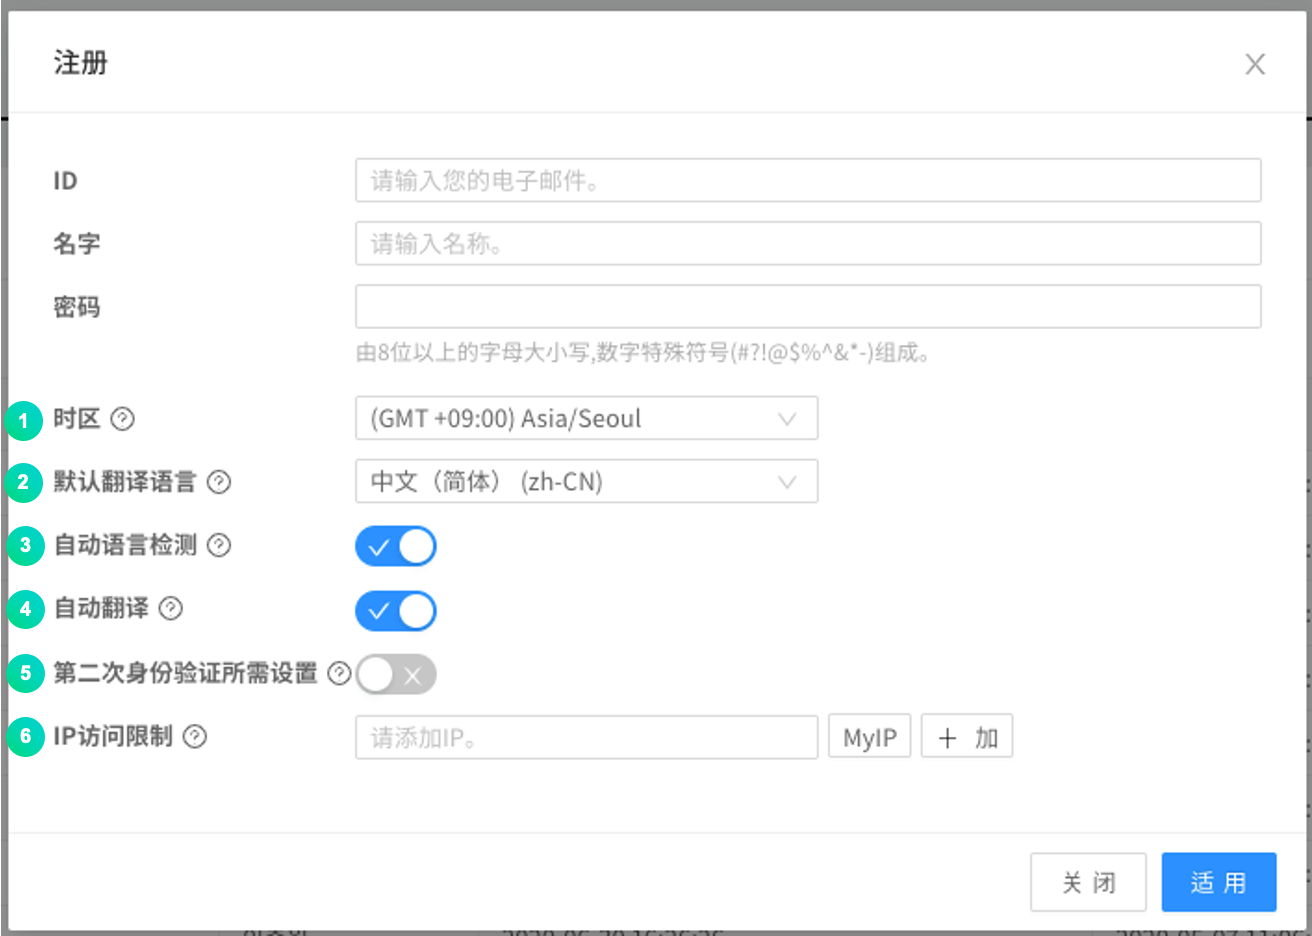 注册
ID 请输入您的电子邮件。
名字 请输入名称。
密码
由8位以上的字母大小写,数字特殊符号(#?!@$%^&*-)组成。
1 时区 ? (GMT +09:00) Asia/Seoul
2 默认翻译语言 ? 中文（简体） (zh-CN)
3 自动语言检测 ?
4 自动翻译 ?
5 第二次身份验证所需设置 ?
6 IP访问限制 ? 请添加IP。 MyIP + 加
关 闭 适 用